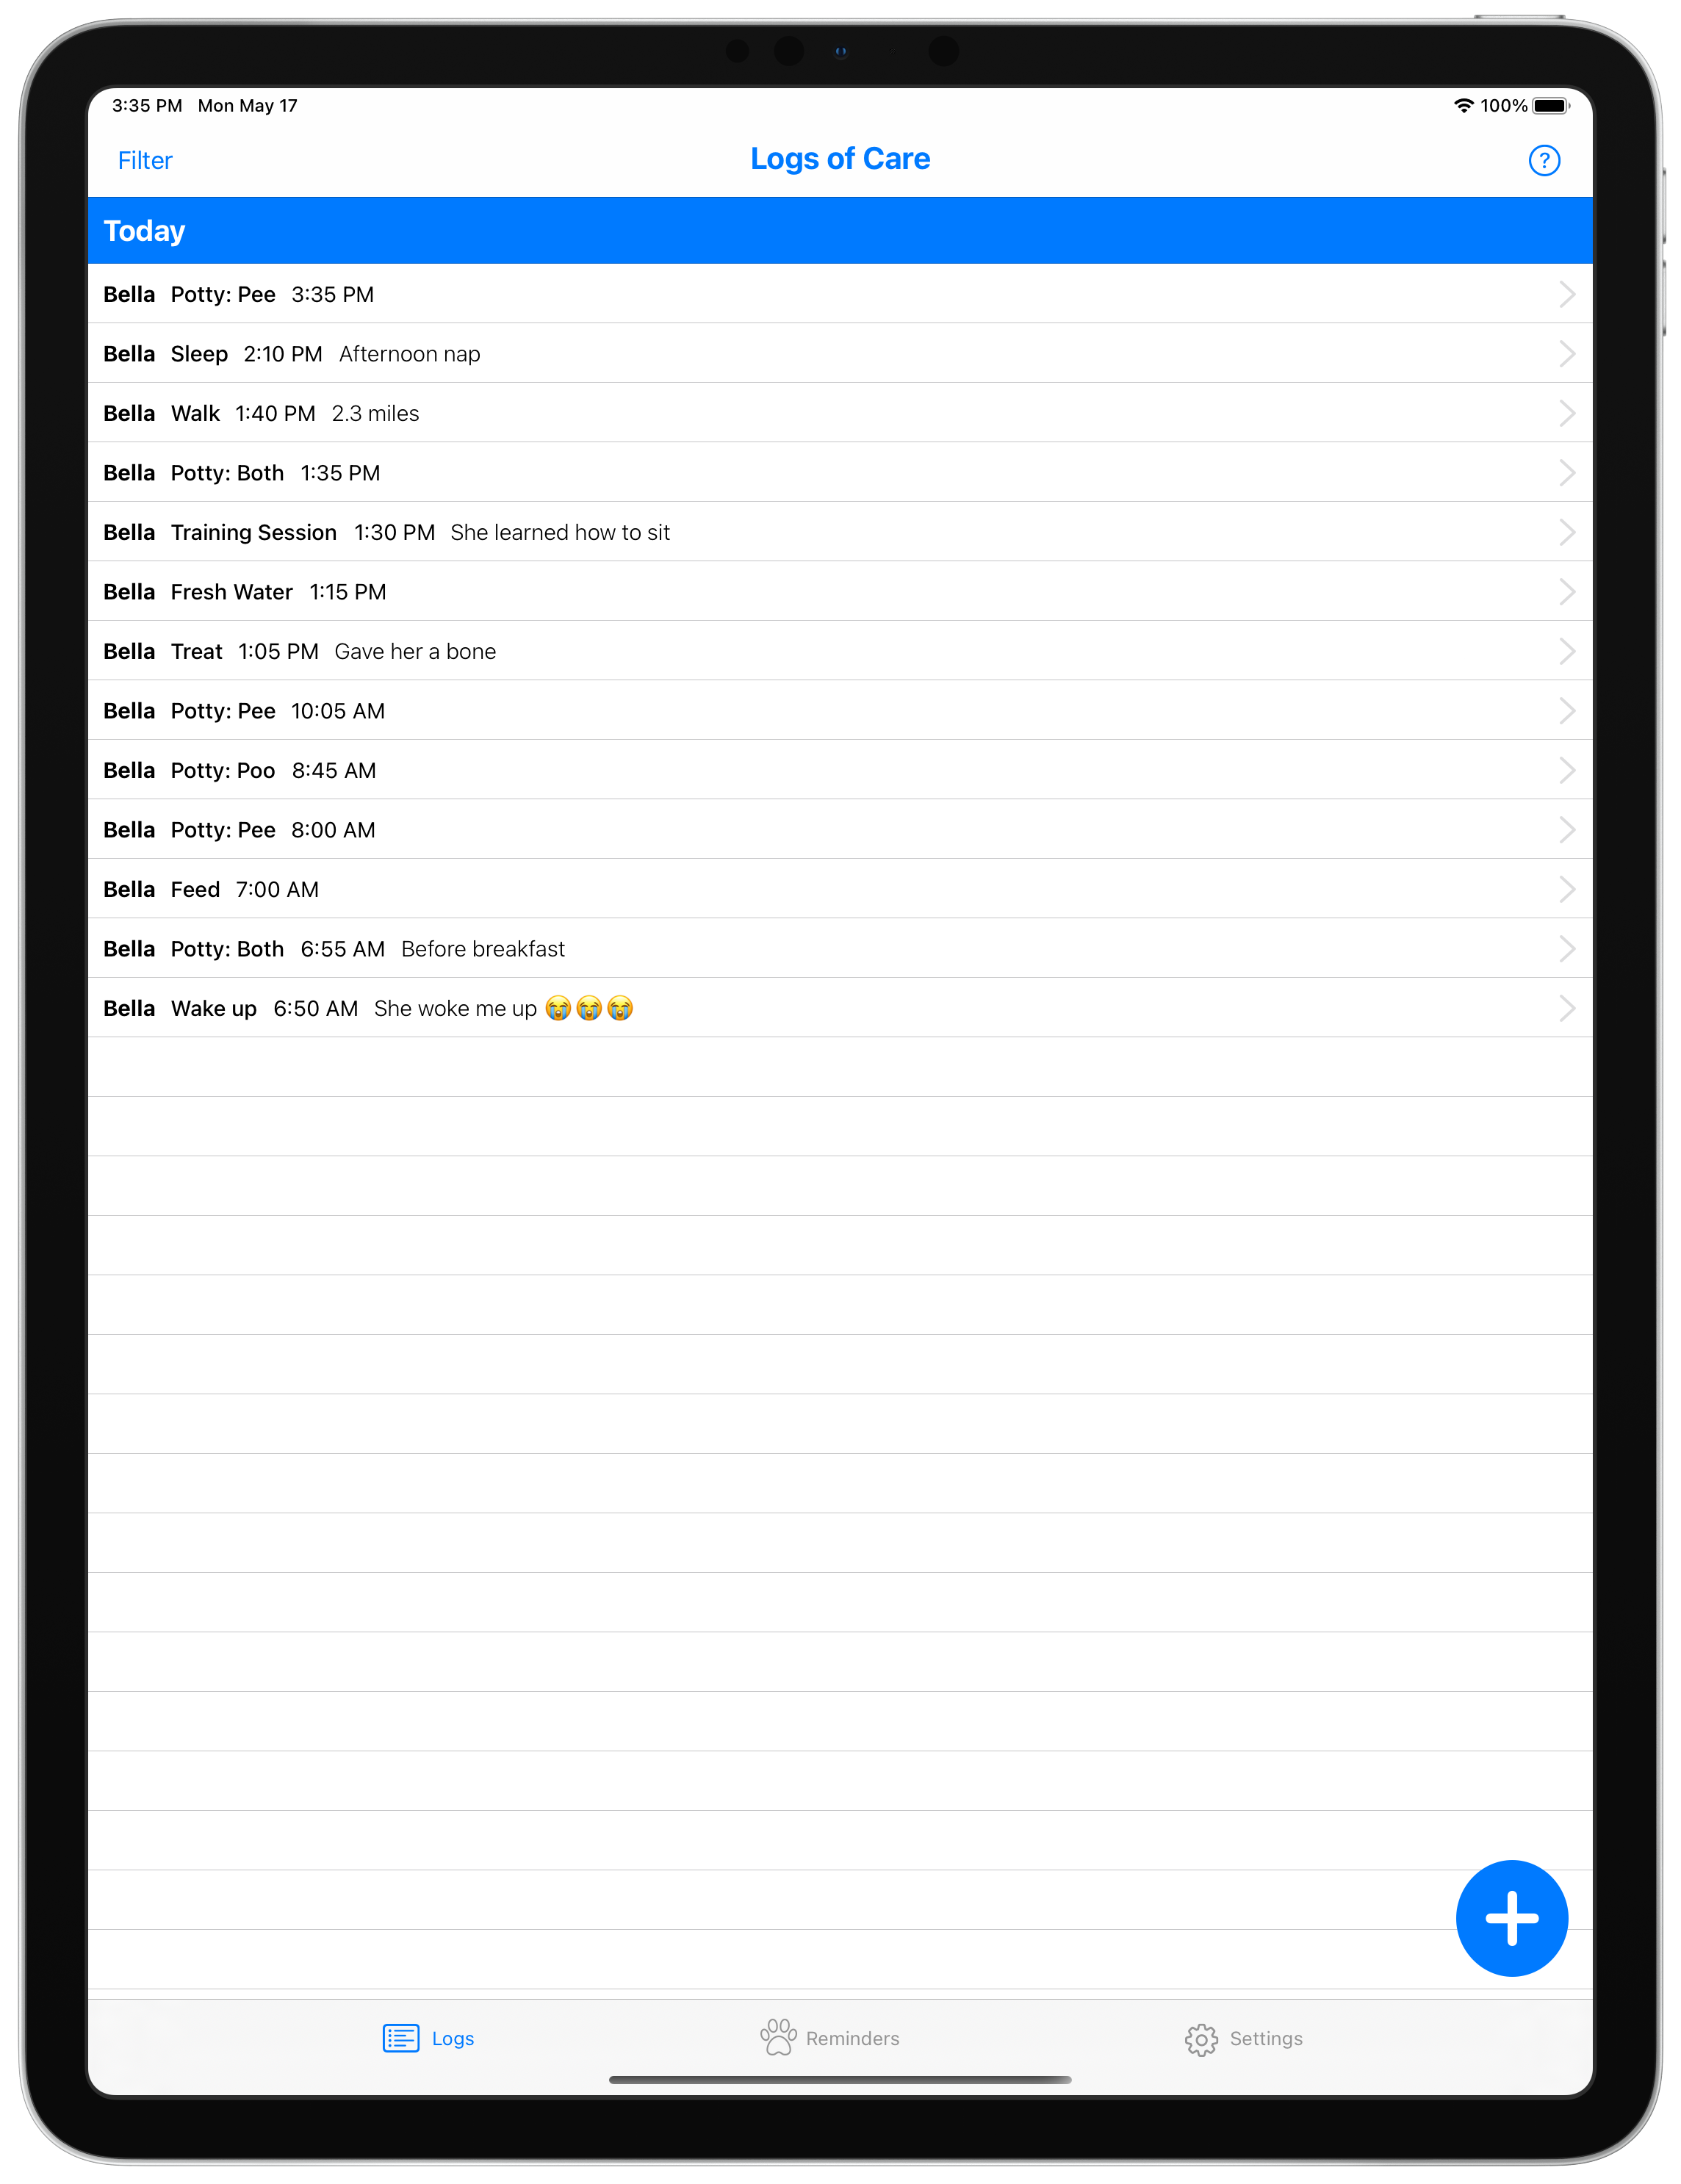 3:35 PM Mon May 17 100%
Filter Logs of Care ?
Today
Bella Potty: Pee 3:35 PM
Bella Sleep 2:10 PM Afternoon nap
Bella Walk 1:40 PM 2.3 miles
Bella Potty: Both 1:35 PM
Bella Training Session 1:30 PM She learned how to sit
Bella Fresh Water 1:15 PM
Bella Treat 1:05 PM Gave her a bone
Bella Potty: Pee 10:05 AM
Bella Potty: Poo 8:45 AM
Bella Potty: Pee 8:00 AM
Bella Feed 7:00 AM
Bella Potty: Both 6:55 AM Before breakfast
Bella Wake up 6:50 AM She woke me up 😭😭😭
Logs Reminders Settings